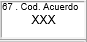 67 . Cod. Acuerdo
XXX